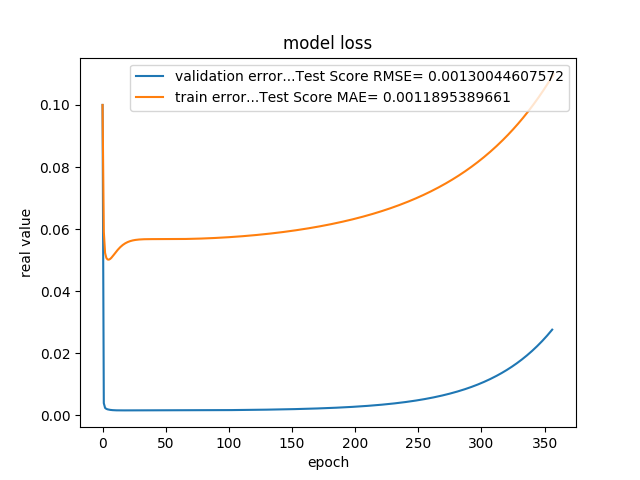 model loss
validation error...Test Score RMSE= 0.00130044607572
train error...Test Score MAE= 0.0011895389661
real value
0.10
0.08
0.06
0.04
0.02
0.00
0 50 100 150 200 250 300 350
epoch